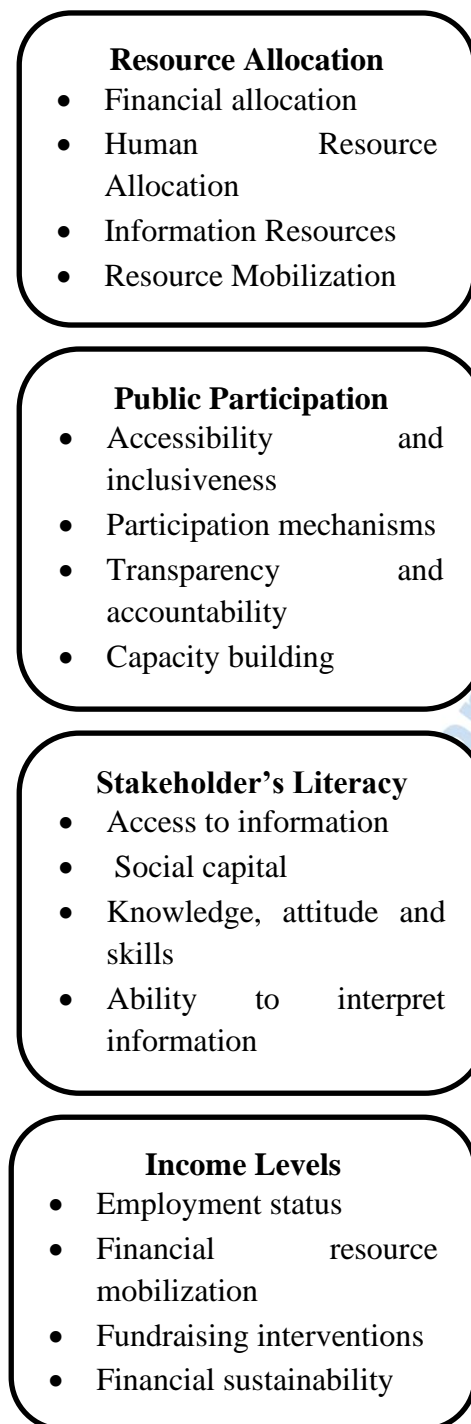 Resource Allocation
• Financial allocation
• Human Resource
Allocation
• Information Resources
• Resource Mobilization
Public Participation
• Accessibility and
inclusiveness
• Participation mechanisms
• Transparency and
accountability
• Capacity building
Stakeholder’s Literacy
• Access to information
• Social capital
• Knowledge, attitude and
skills
• Ability to interpret
information
Income Levels
• Employment status
• Financial resource
mobilization
• Fundraising interventions
• Financial sustainability